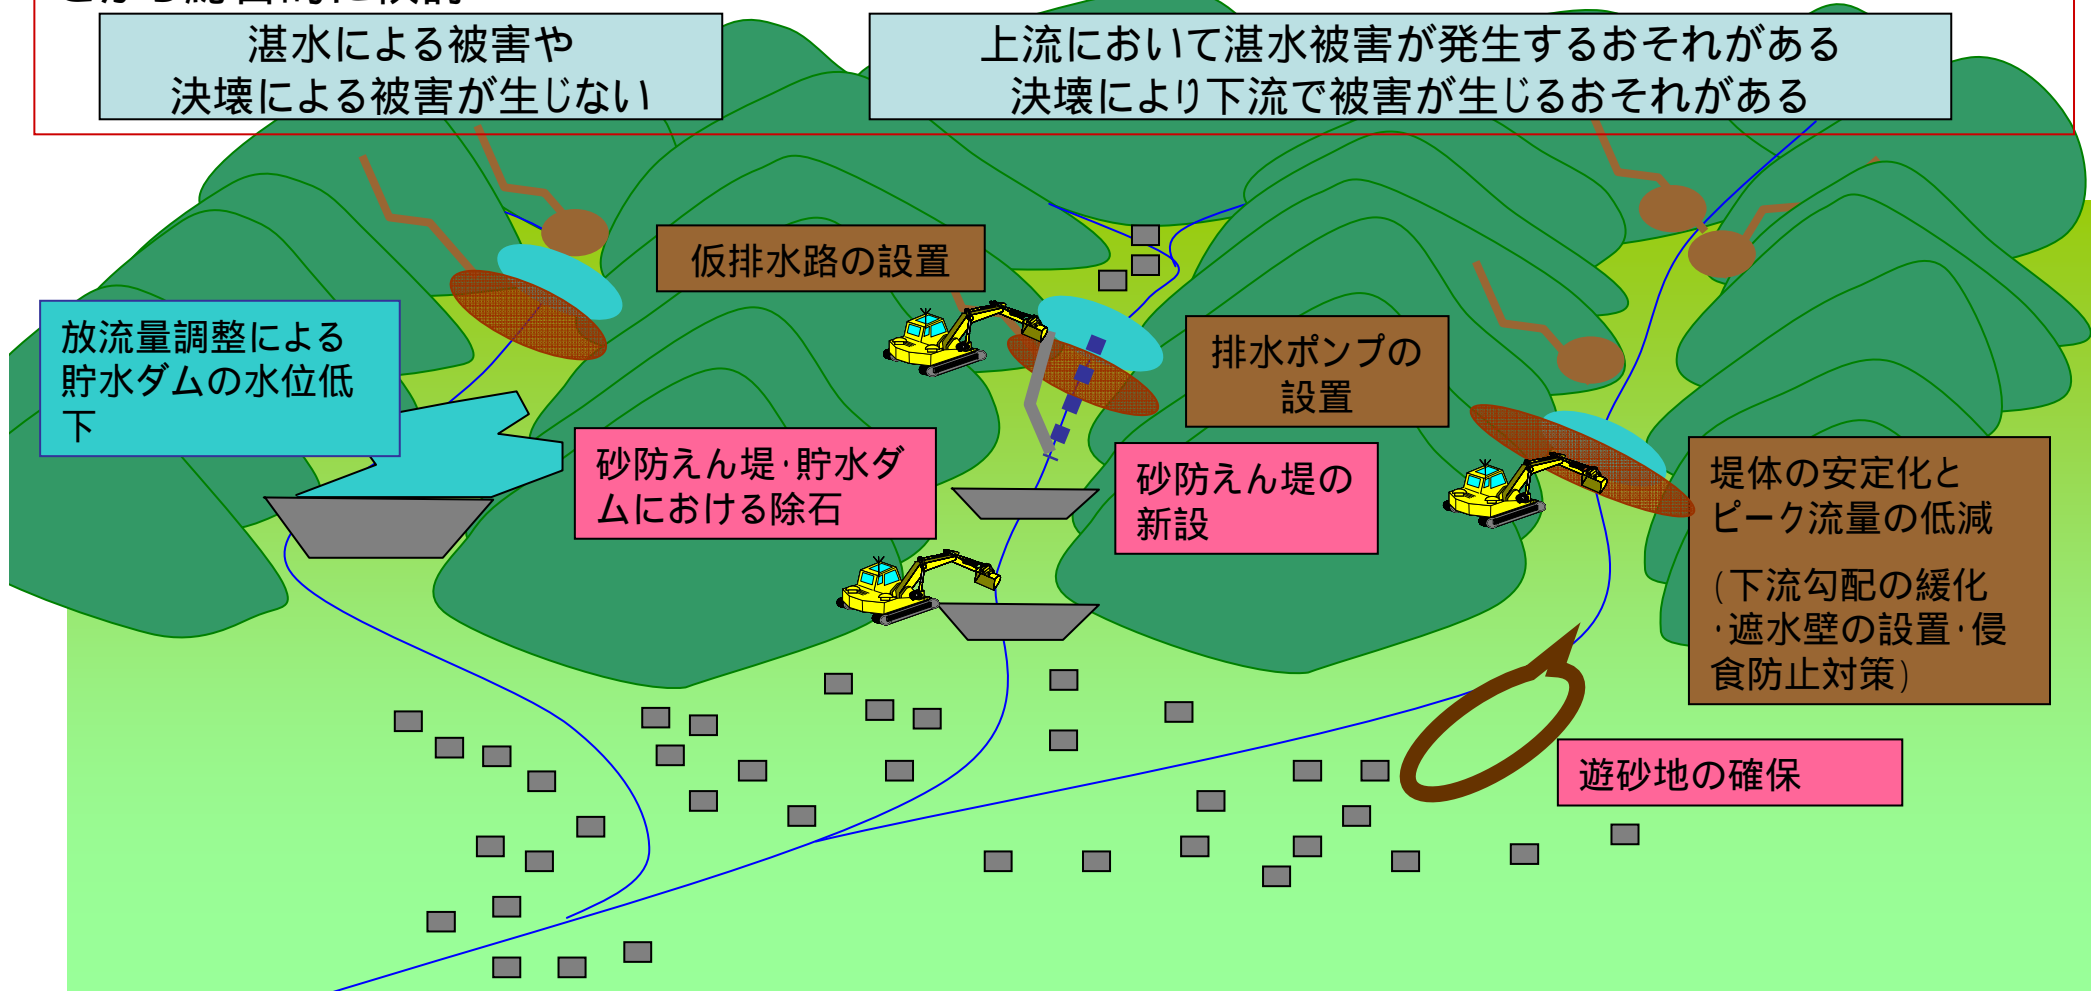 湛水による被害や
決壊による被害が生じない
上流において湛水被害が発生するおそれがある
決壊により下流で被害が生じるおそれがある
仮排水路の設置
放流量調整による
貯水ダムの水位低
下
排水ポンプの
設置
砂防えん堤・貯水ダ
ムにおける除石
砂防えん堤の
新設
堤体の安定化と
ピーク流量の低減
(下流勾配の緩化
・遮水壁の設置・侵
食防止対策)
遊砂地の確保